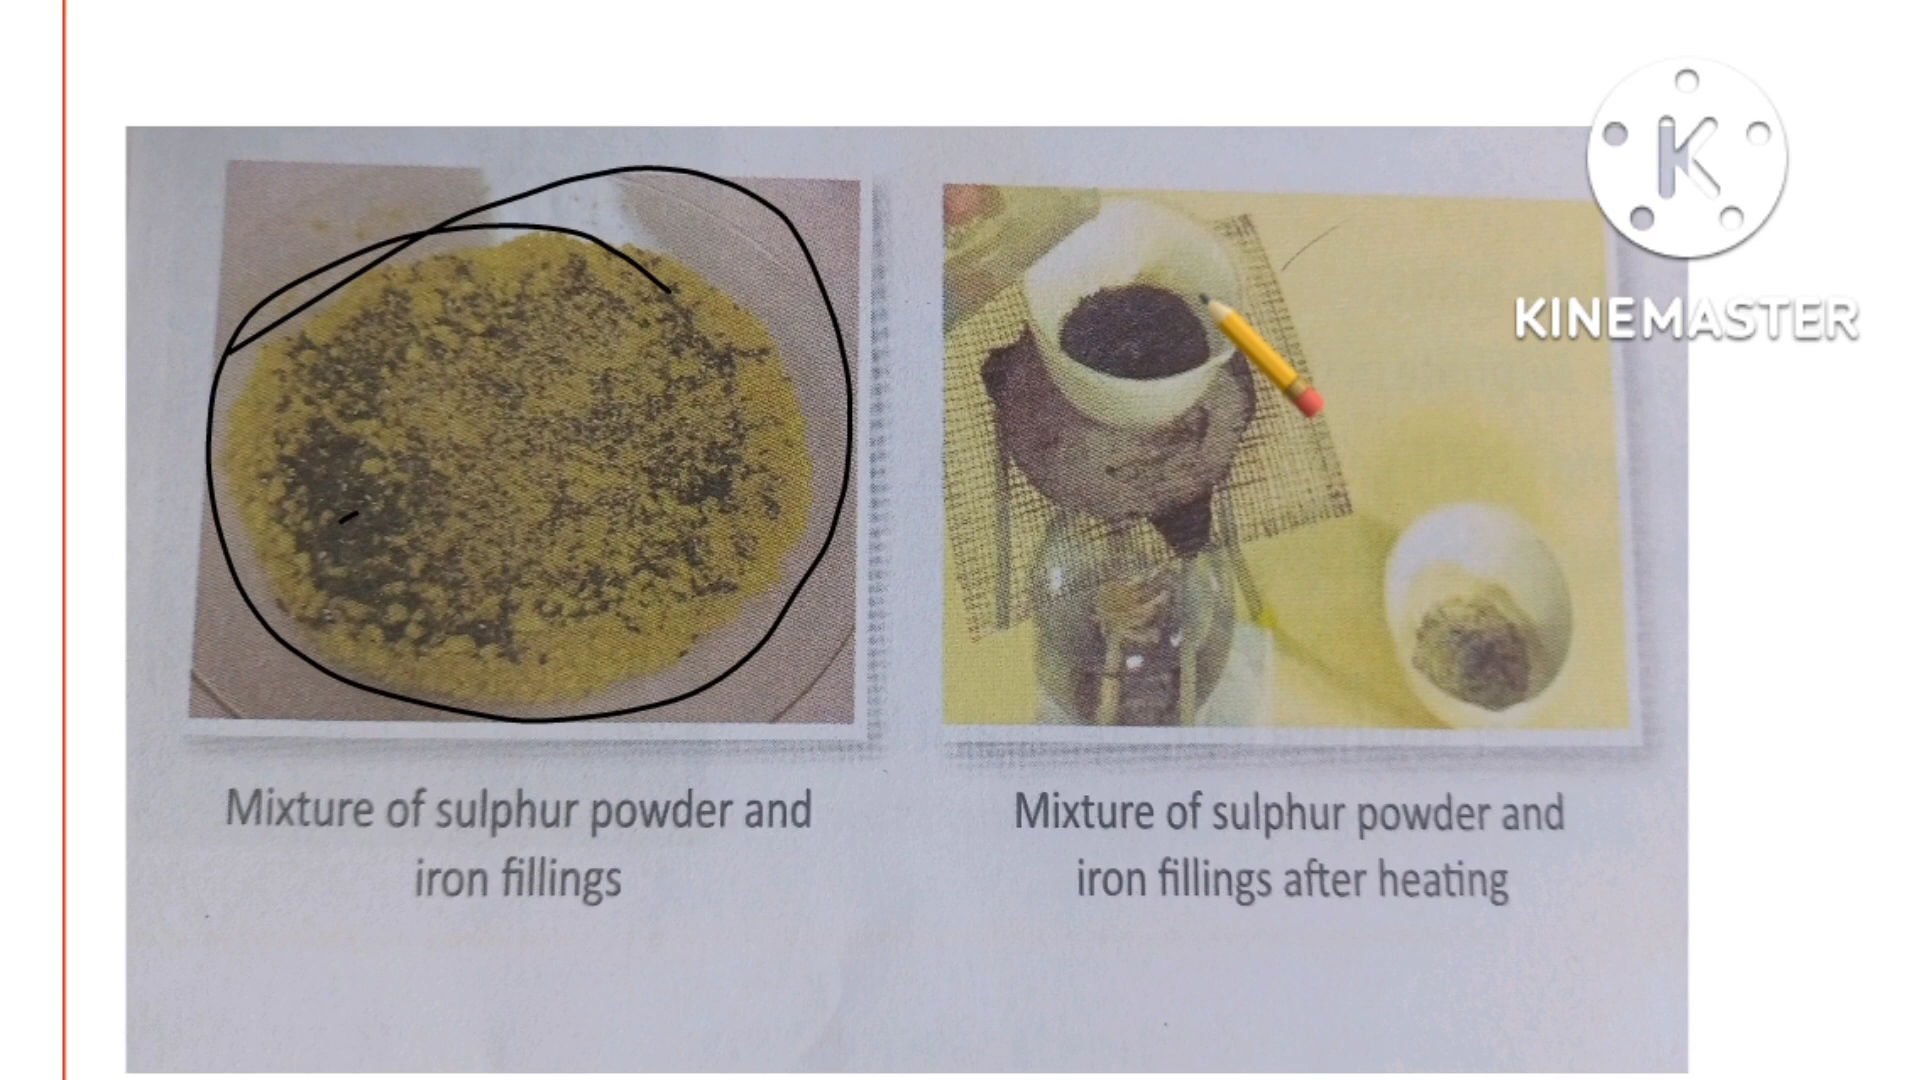 K
KINEMASTER
Mixture of sulphur powder and
iron fillings
Mixture of sulphur powder and
iron fillings after heating